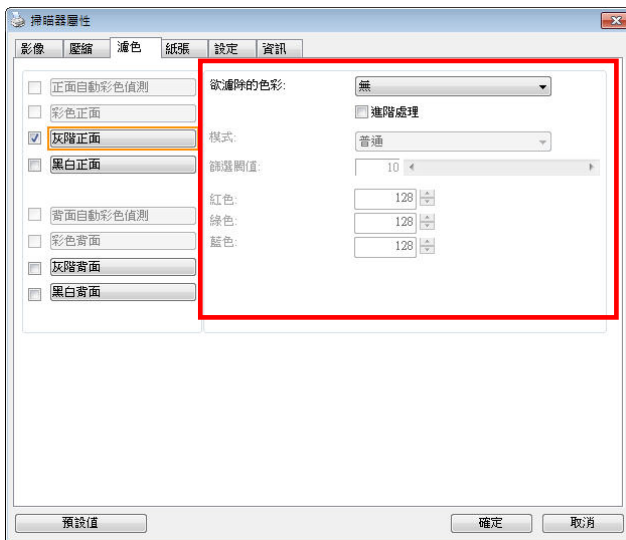 掃瞄器屬性
影像 壓縮 濾色 紙張 設定 資訊
正面自動彩色偵測
彩色正面
灰階正面
黑白正面
背面自動彩色偵測
彩色背面
灰階背面
黑白背面
欲濾除的色彩: 無
進階處理
模式: 普通
篩選閥值: 10
紅色: 128
綠色: 128
藍色: 128
預設值 確定 取消